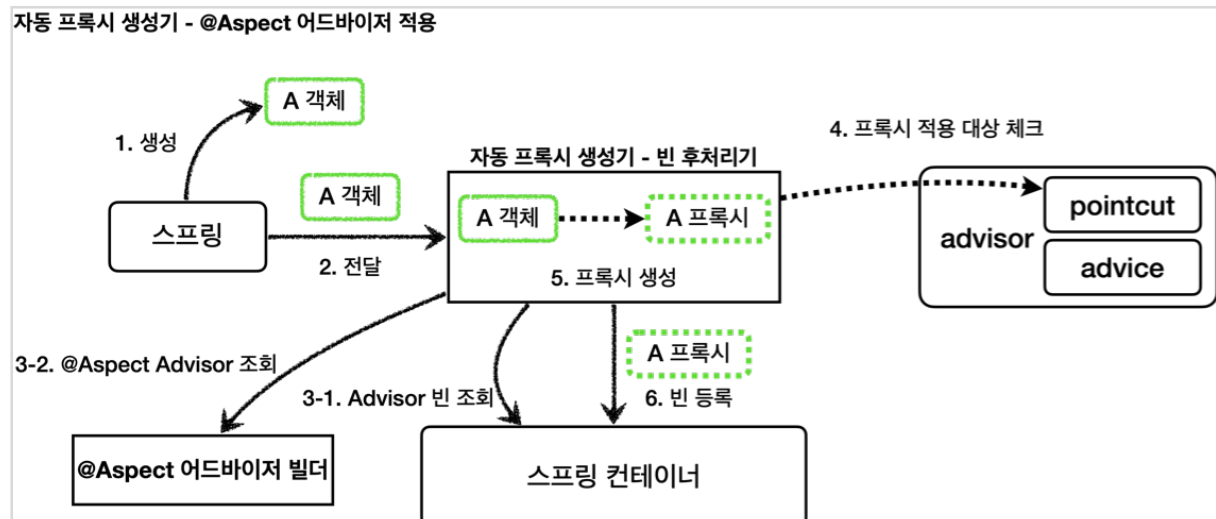 자동 프록시 생성기 - @Aspect 어드바이저 적용
A 객체
1. 생성
4. 프록시 적용 대상 체크
자동 프록시 생성기 - 빈 후처리기
A 객체
스프링
A 객체
A 프록시
advisor
pointcut
advice
2. 전달
5. 프록시 생성
3-2. @Aspect Advisor 조회
A 프록시
3-1. Advisor 빈 조회
6. 빈 등록
@Aspect 어드바이저 빌더
스프링 컨테이너